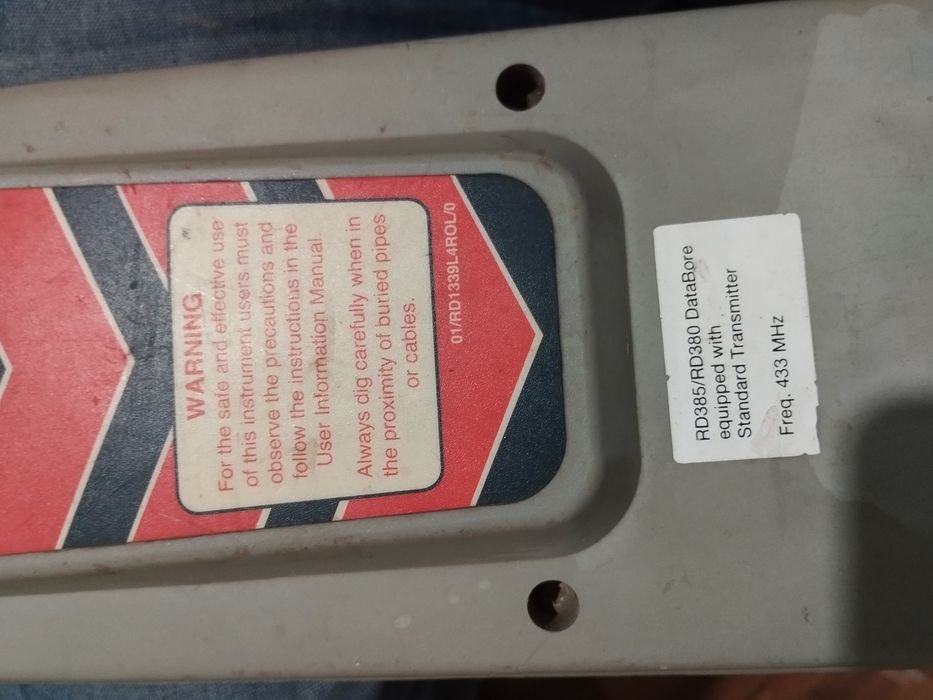 WARNING
For the safe and effective use
of this instrument users must
observe the precautions and
follow the instructions in the
User Information Manual.
Always dig carefully when in
the proximity of buried pipes
or cables.
01/RD1339L4ROL/0
RD385/RD380 DataBore
equipped with
Standard Transmitter
Freq. 433 MHz